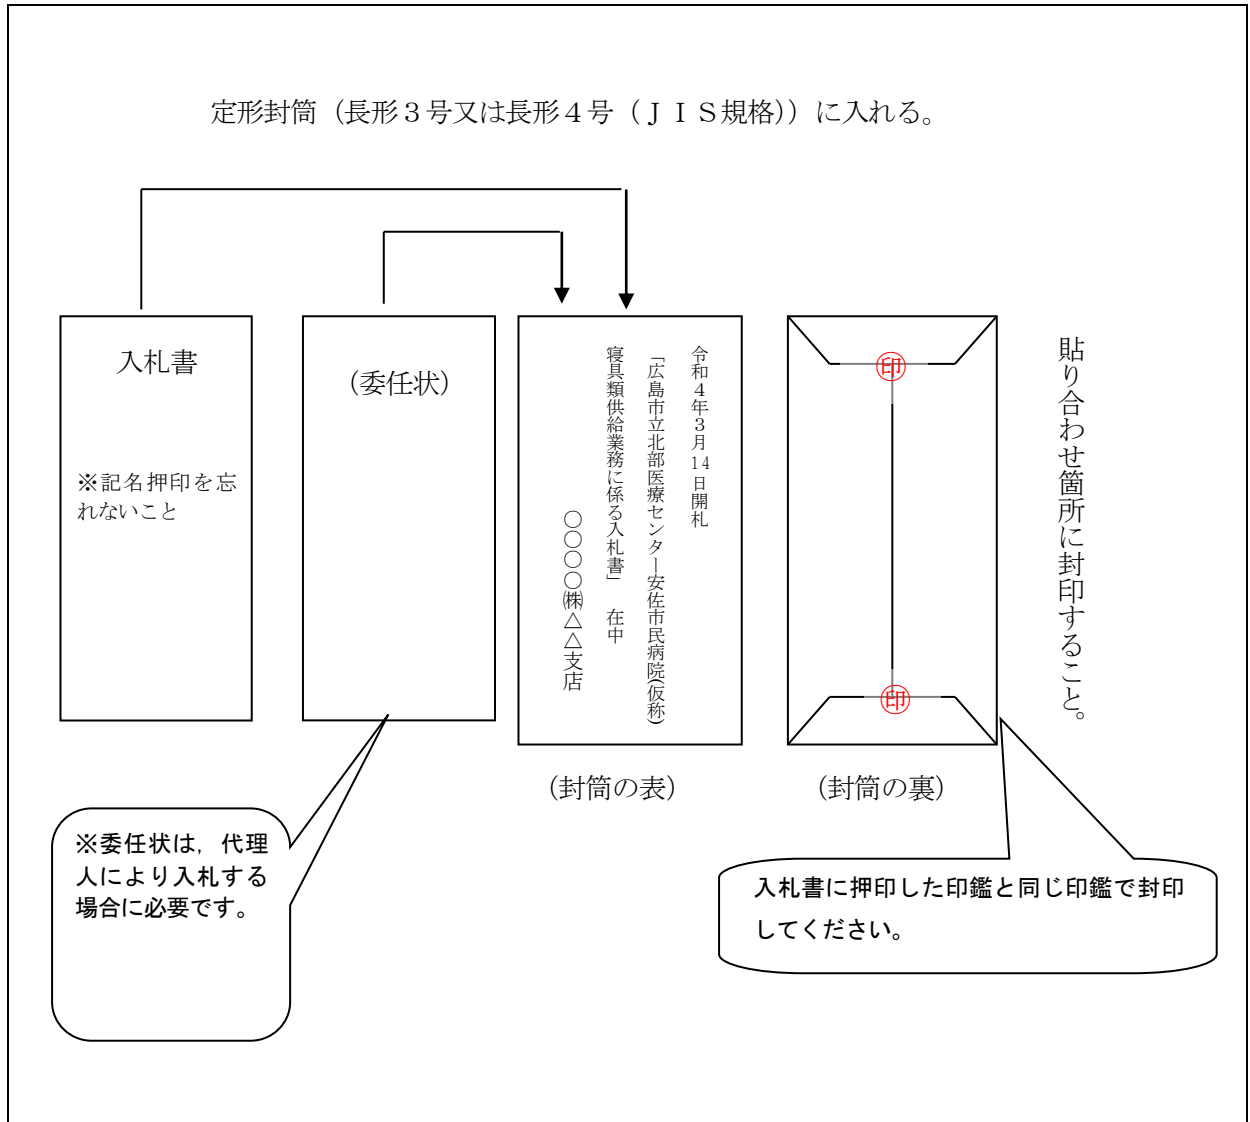 定形封筒（長形３号又は長形４号（ＪＩＳ規格））に入れる。
入札書
※記名押印を忘
れないこと
（委任状）
令和４年３月14日開札
「広島市立北部医療センター安佐市民病院(仮称)
寝具類供給業務に係る入札書」　在中
〇〇〇〇㈱△△支店
印
印
貼り合わせ箇所に封印すること。
（封筒の表）
（封筒の裏）
※委任状は，代理
人により入札する
場合に必要です。
入札書に押印した印鑑と同じ印鑑で封印
してください。